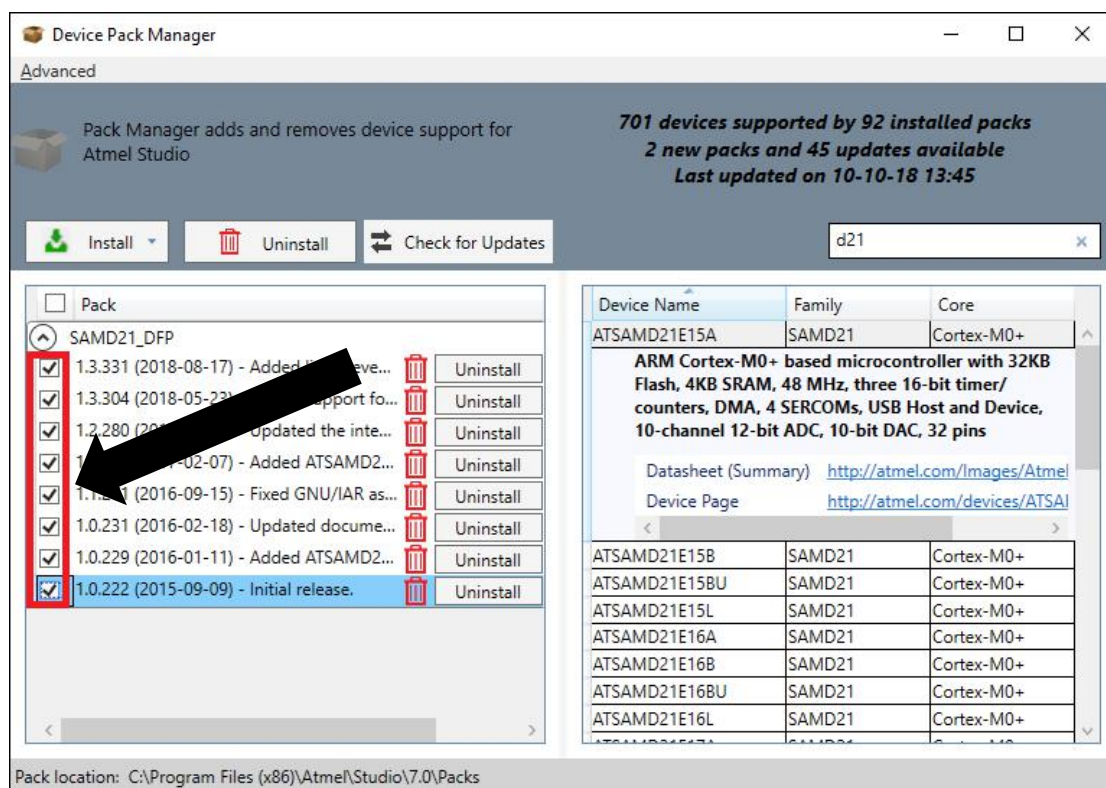 Device Pack Manager
Advanced
Pack Manager adds and removes device support for
Atmel Studio
701 devices supported by 92 installed packs
2 new packs and 45 updates available
Last updated on 10-10-18 13:45
Install
Uninstall
Check for Updates
d21
Pack
SAMD21_DFP
1.3.331 (2018-08-17) - Added eve... Uninstall
1.3.304 (2018-05-23) pport fo... Uninstall
1.2.280 Updated the inte... Uninstall
-02-07) - Added ATSAMD2... Uninstall
(2016-09-15) - Fixed GNU/IAR as... Uninstall
1.0.231 (2016-02-18) - Updated docume... Uninstall
1.0.229 (2016-01-11) - Added ATSAMD2... Uninstall
1.0.222 (2015-09-09) - Initial release. Uninstall
Device Name Family Core
ATSAMD21E15A SAMD21 Cortex-M0+
ARM Cortex-M0+ based microcontroller with 32KB
Flash, 4KB SRAM, 48 MHz, three 16-bit timer/
counters, DMA, 4 SERCOMs, USB Host and Device,
10-channel 12-bit ADC, 10-bit DAC, 32 pins
Datasheet (Summary) http://atmel.com/Images/Atmel
Device Page http://atmel.com/devices/ATSA
ATSAMD21E15B SAMD21 Cortex-M0+
ATSAMD21E15BU SAMD21 Cortex-M0+
ATSAMD21E15L SAMD21 Cortex-M0+
ATSAMD21E16A SAMD21 Cortex-M0+
ATSAMD21E16B SAMD21 Cortex-M0+
ATSAMD21E16BU SAMD21 Cortex-M0+
ATSAMD21E16L SAMD21 Cortex-M0+
Pack location: C:\Program Files (x86)\Atmel\Studio\7.0\Packs